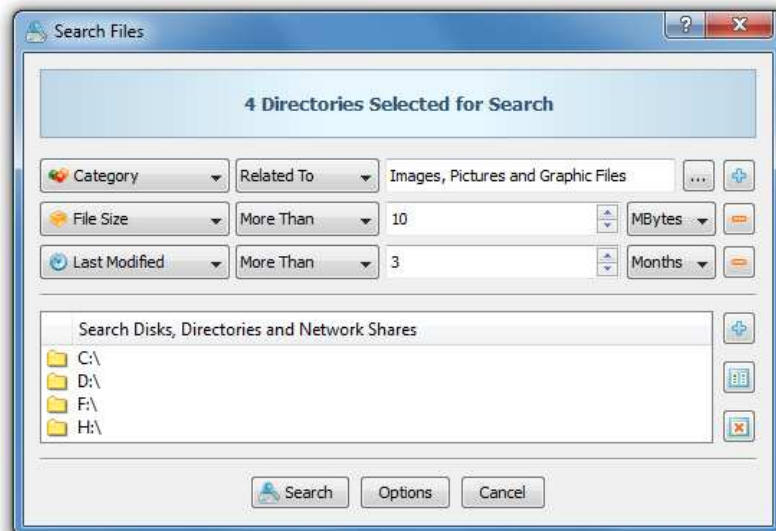 Search Files
4 Directories Selected for Search
Category Related To Images, Pictures and Graphic Files ...
File Size More Than 10 MBytes
Last Modified More Than 3 Months
Search Disks, Directories and Network Shares
C:\
D:\
F:\
H:\
Search Options Cancel